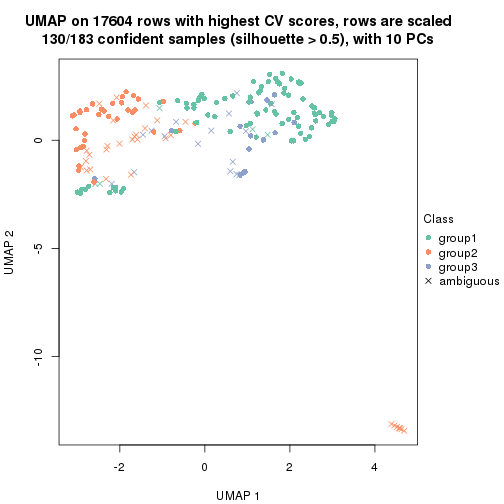 UMAP on 17604 rows with highest CV scores, rows are scaled
130/183 confident samples (silhouette > 0.5), with 10 PCs
UMAP 2
0
-5
-10
-2
0
2
4
UMAP 1
Class
group1
group2
group3
ambiguous